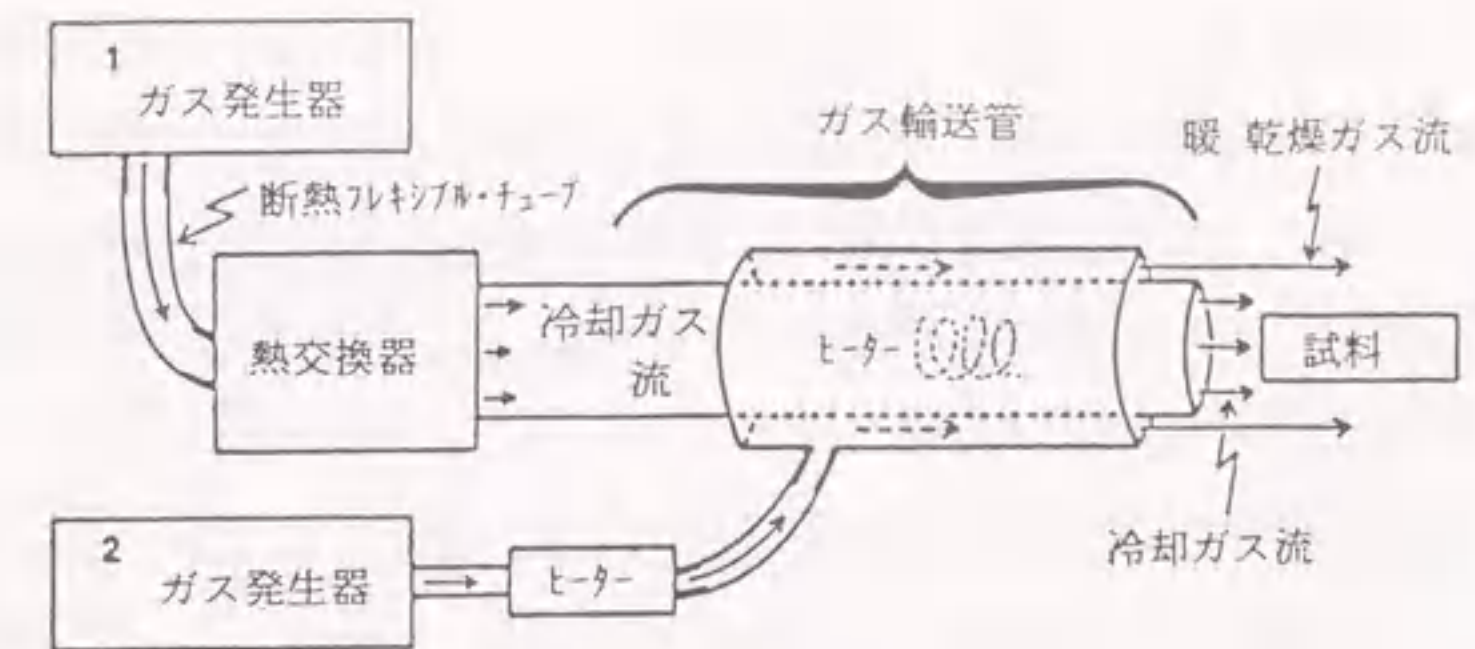 1
ガス発生器
ガス輸送管
暖 乾燥ガス流
断熱フレキシブル・チューブ
熱交換器
冷却ガス
流
ヒーター
試料
冷却ガス流
2
ガス発生器
ヒーター